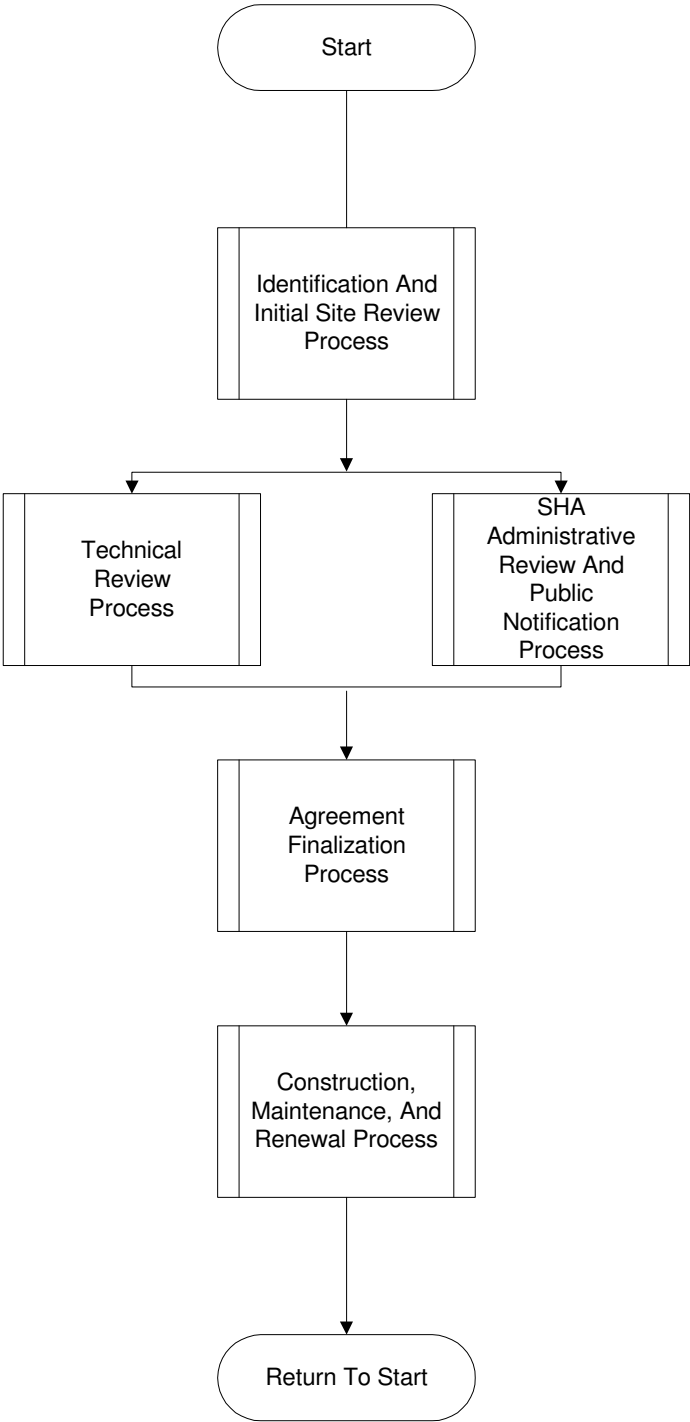 Start
Identification And
Initial Site Review
Process
Technical
Review
Process
SHA
Administrative
Review And
Public
Notification
Process
Agreement
Finalization
Process
Construction,
Maintenance, And
Renewal Process
Return To Start